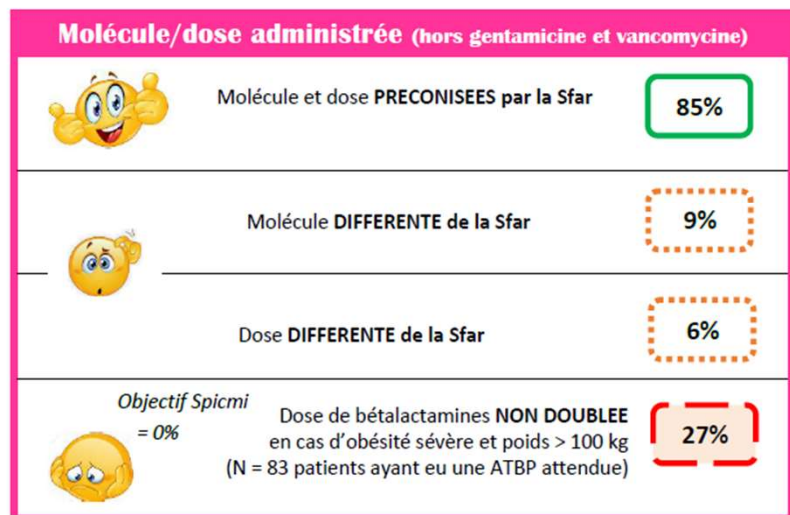 Molécule/dose administrée (hors gentamicine et vancomycine)
Molécule et dose PRECONISEES par la Sfar
85%
Molécule DIFFERENTE de la Sfar
9%
Dose DIFFERENTE de la Sfar
6%
Objectif Spicmi
= 0%
Dose de bétalactamines NON DOUBLEE
en cas d'obésité sévère et poids > 100 kg
(N = 83 patients ayant eu une ATBP attendue)
27%